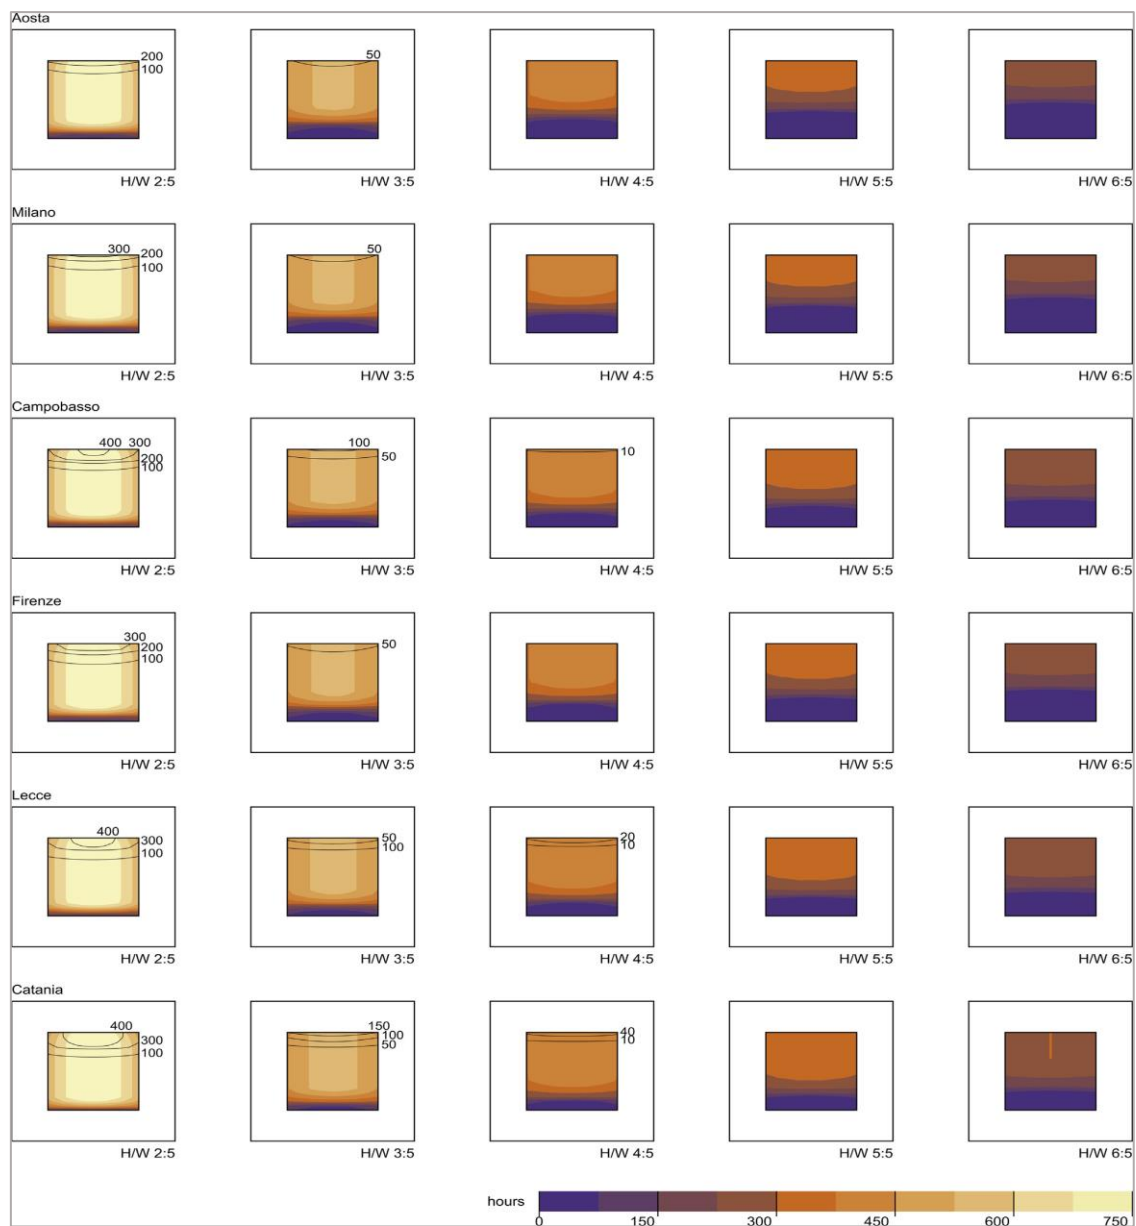 Aosta
200
100
50
H/W 2:5
H/W 3:5
H/W 4:5
H/W 5:5
H/W 6:5
Milano
300
200
100
50
H/W 2:5
H/W 3:5
H/W 4:5
H/W 5:5
H/W 6:5
Campobasso
400 300
200
100
100
50
10
H/W 2:5
H/W 3:5
H/W 4:5
H/W 5:5
H/W 6:5
Firenze
300
200
100
50
H/W 2:5
H/W 3:5
H/W 4:5
H/W 5:5
H/W 6:5
Lecce
400
300
100
50
100
20
10
H/W 2:5
H/W 3:5
H/W 4:5
H/W 5:5
H/W 6:5
Catania
400
300
100
150
100
50
40
10
H/W 2:5
H/W 3:5
H/W 4:5
H/W 5:5
H/W 6:5
hours
0 150 300 450 600 750